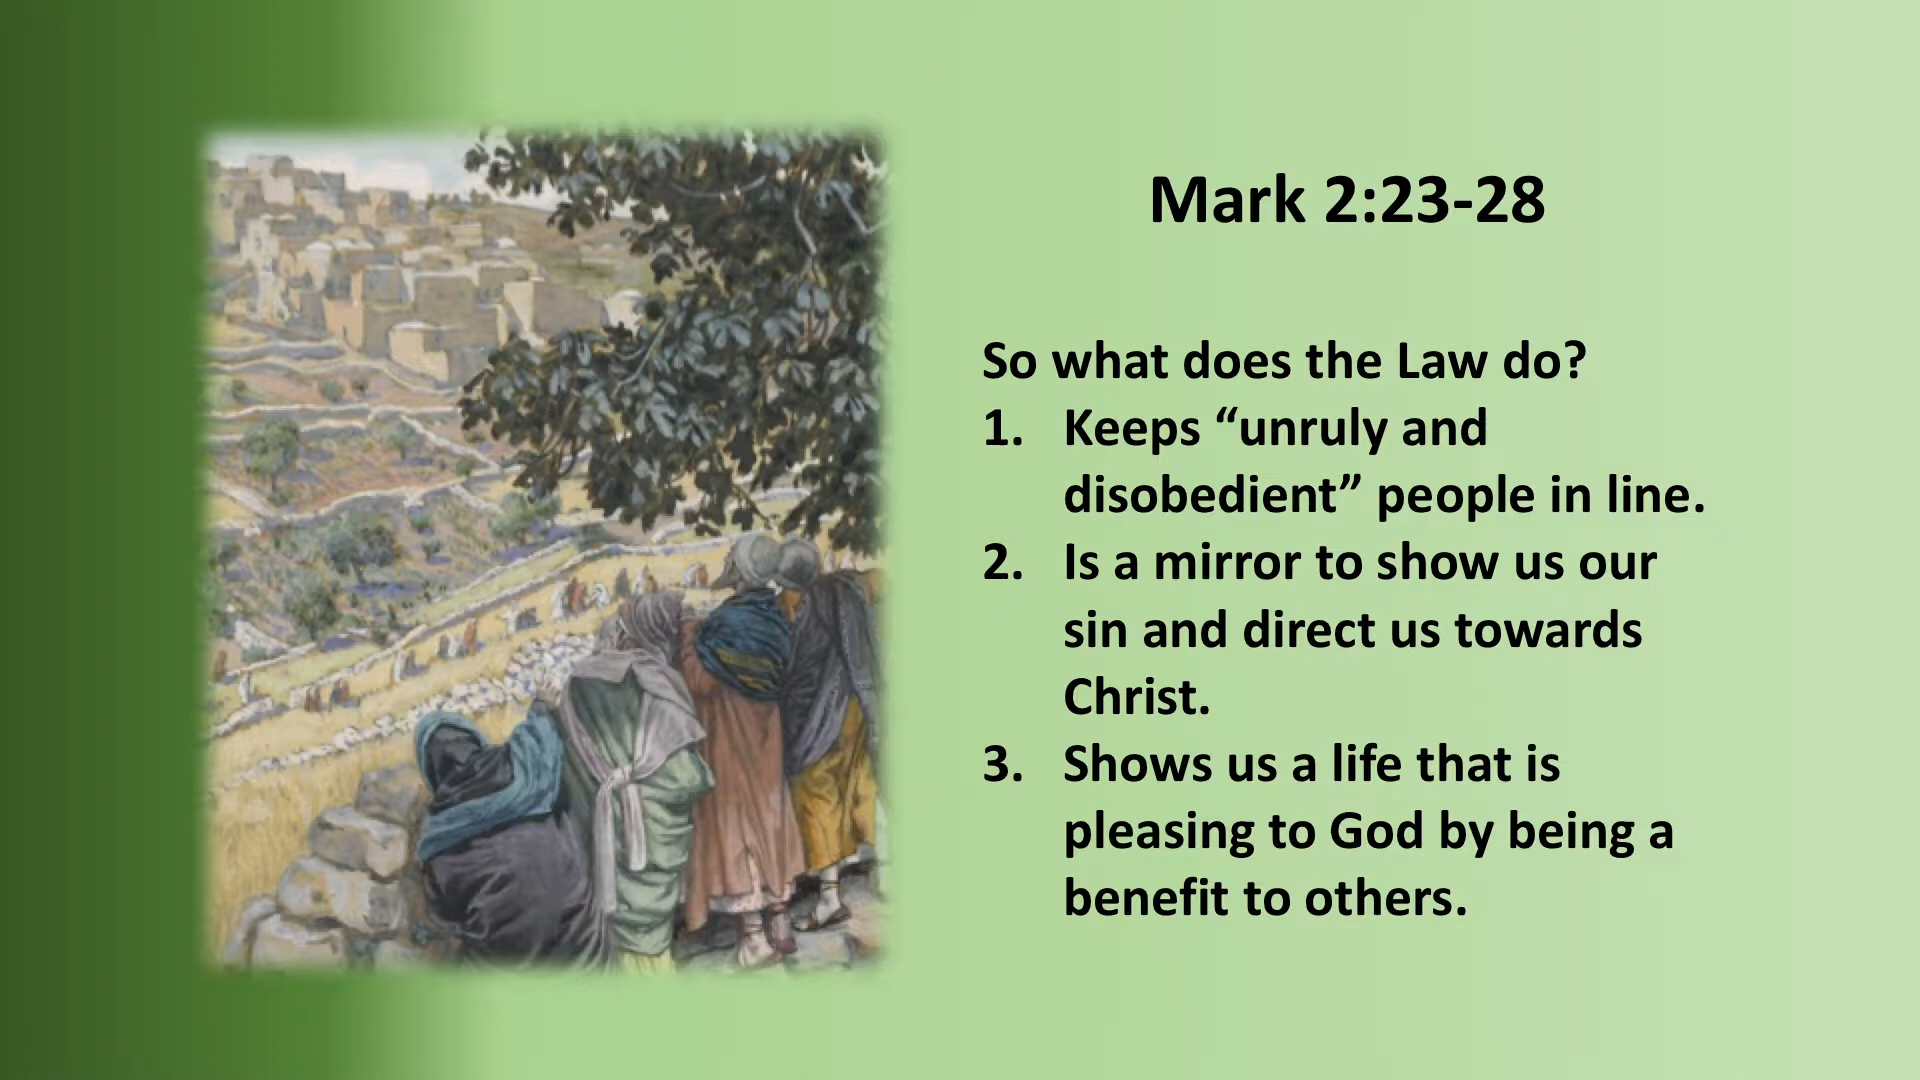 Mark 2:23-28
So what does the Law do?
1. Keeps “unruly and
disobedient” people in line.
2. Is a mirror to show us our
sin and direct us towards
Christ.
3. Shows us a life that is
pleasing to God by being a
benefit to others.